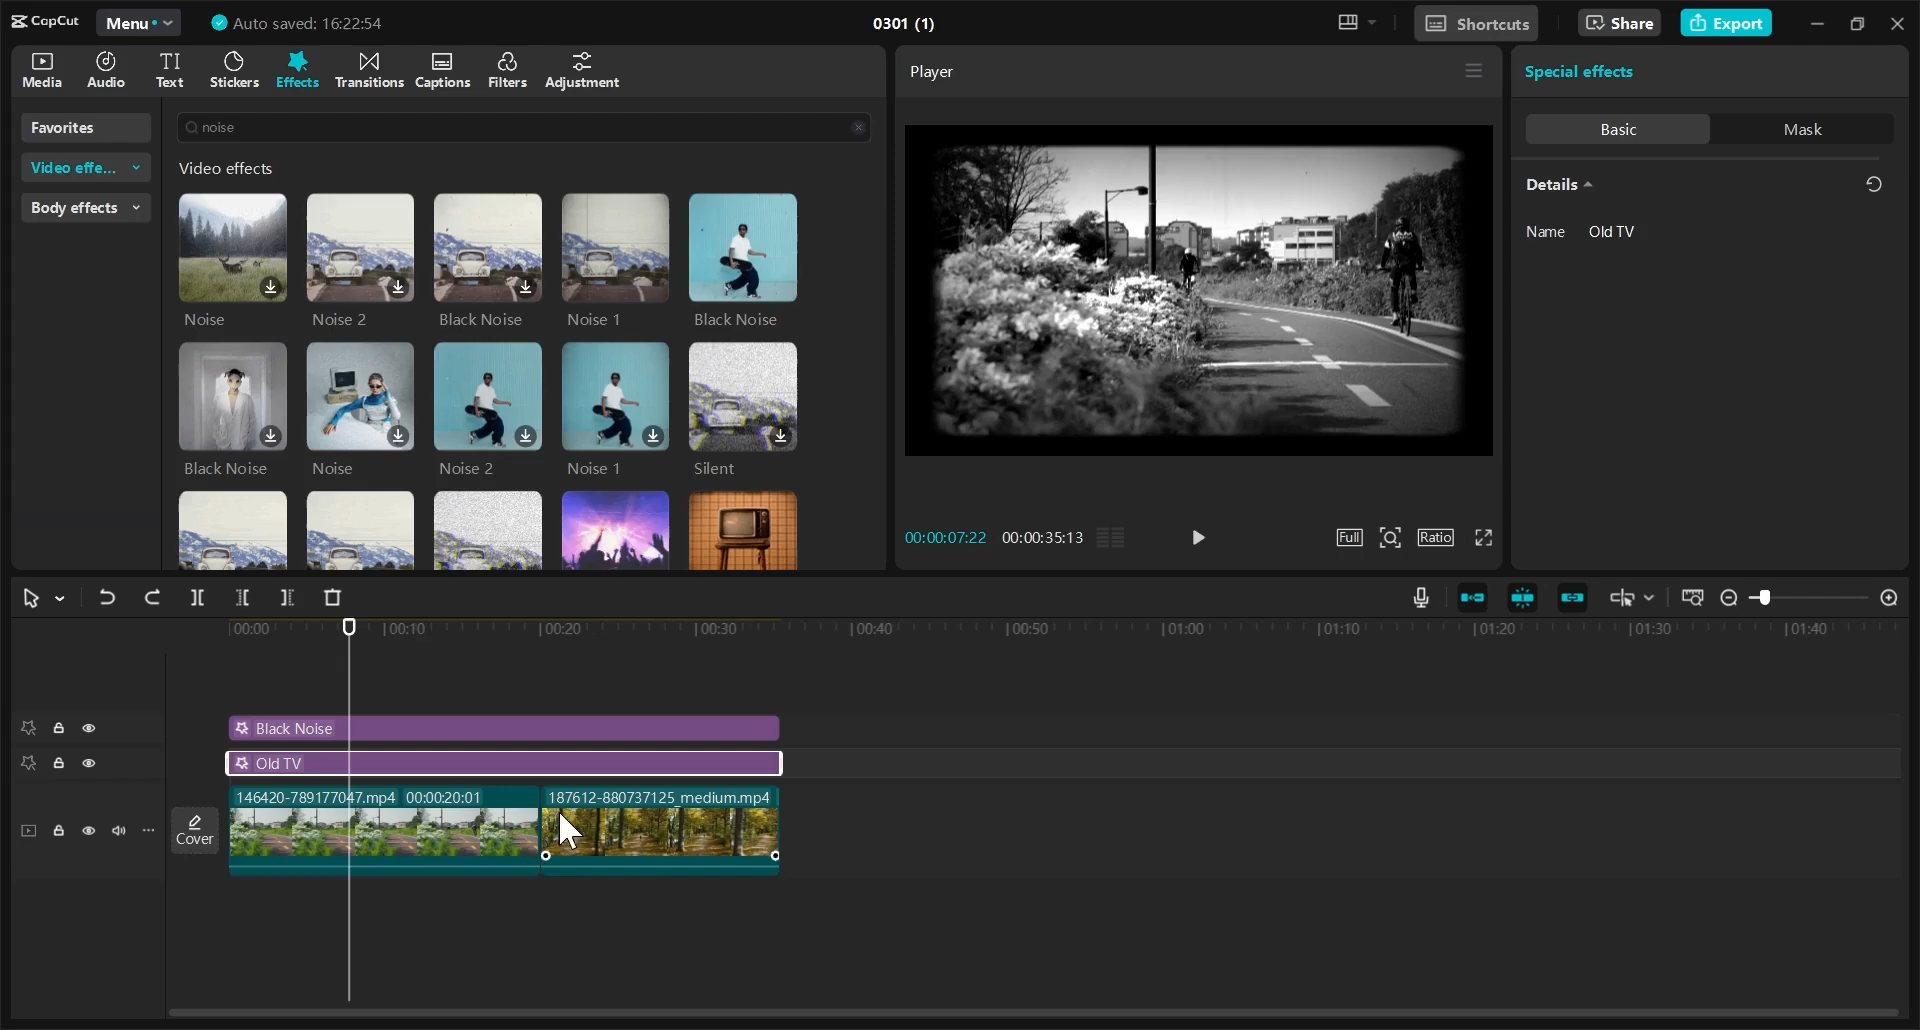 CapCut
Menu
Auto saved: 16:22:54
0301 (1)
Shortcuts
Share
Export
Media
Audio
Text
Stickers
Effects
Transitions
Captions
Filters
Adjustment
Player
Special effects
Favorites
Video effe...
Body effects
noise
Video effects
Noise
Noise 2
Black Noise
Noise 1
Black Noise
Black Noise
Noise
Noise 2
Noise 1
Silent
Basic
Mask
Details
Name Old TV
00:00:07:22 00:00:35:13
Full
Ratio
00:00
00:10
00:20
00:30
00:40
00:50
01:00
01:10
01:20
01:30
01:40
Black Noise
Old TV
146420-789177047.mp4 00:00:20:01
187612-880737125_medium.mp4
Cover